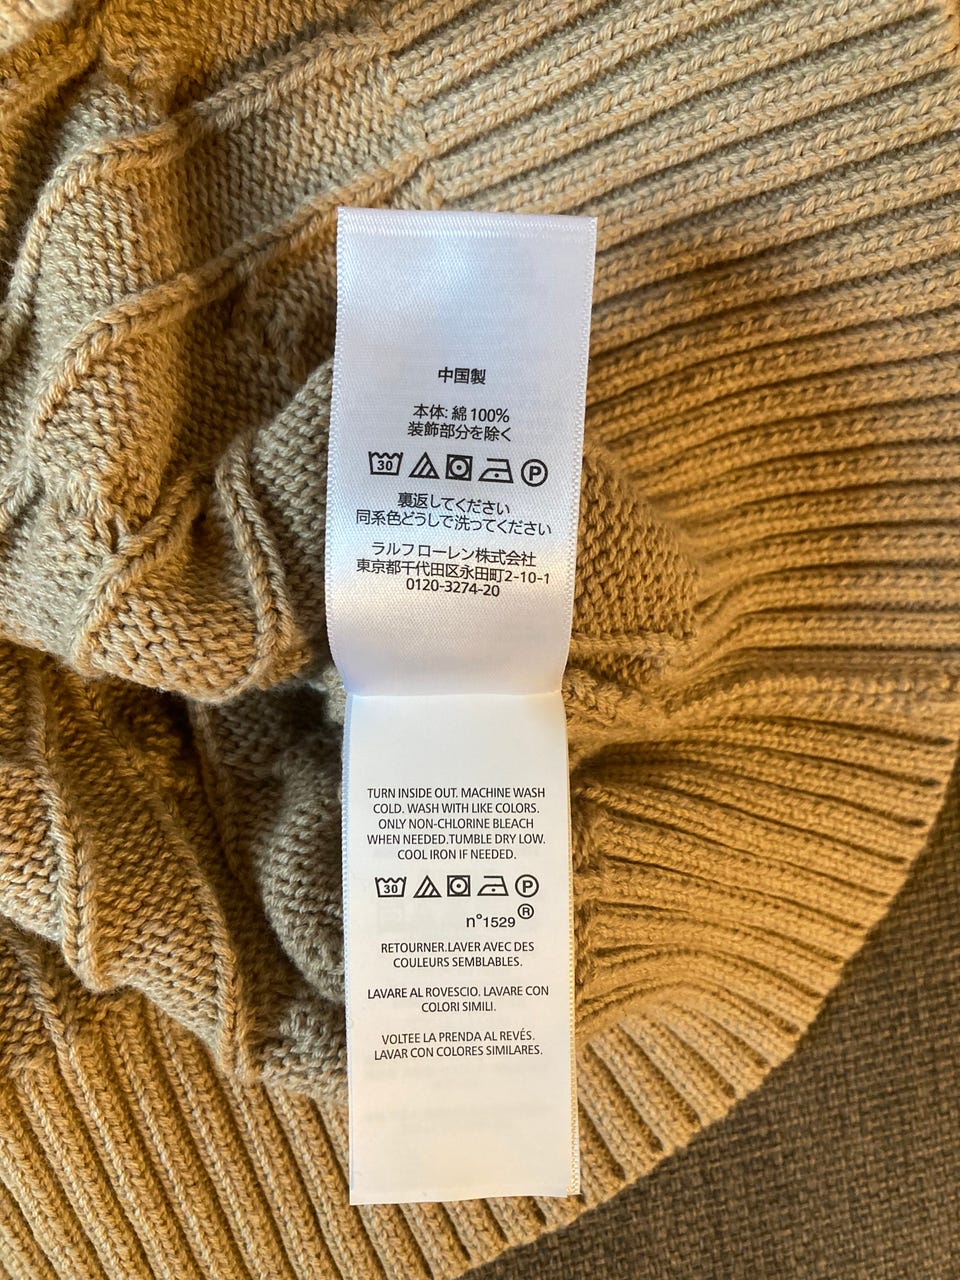 中国製
本体: 綿100%
装飾部分を除く
30 P
裏返してください
同系色どうしで洗ってください
ラルフ ローレン株式会社
東京都千代田区永田町2-10-1
0120-3274-20
TURN INSIDE OUT. MACHINE WASH
COLD. WASH WITH LIKE COLORS.
ONLY NON-CHLORINE BLEACH
WHEN NEEDED.TUMBLE DRY LOW.
COOL IRON IF NEEDED.
30 P
n°1529®
RETOURNER.LAVER AVEC DES
COULEURS SEMBLABLES.
LAVARE AL ROVESCIO. LAVARE CON
COLORI SIMILI.
VOLTEE LA PRENDA AL REVÉS.
LAVAR CON COLORES SIMILARES.